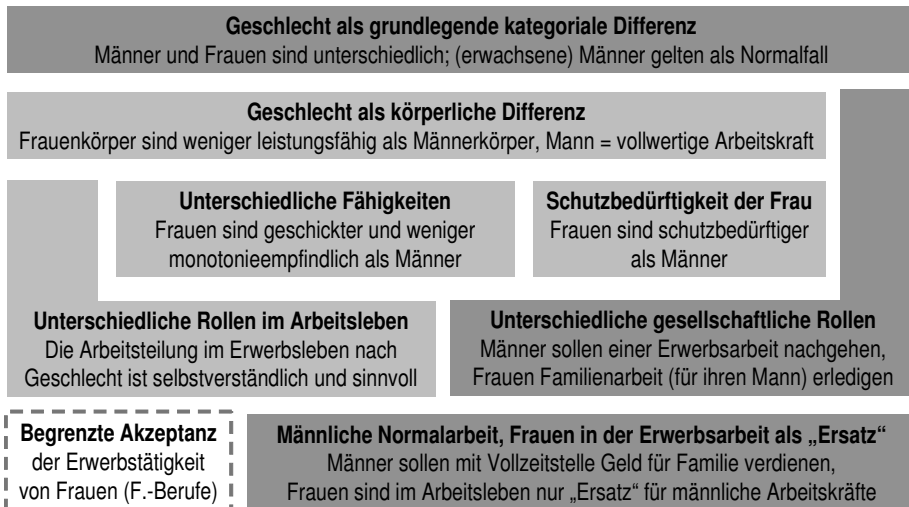 Geschlecht als grundlegende kategoriale Differenz
Männer und Frauen sind unterschiedlich; (erwachsene) Männer gelten als Normalfall
Geschlecht als körperliche Differenz
Frauenkörper sind weniger leistungsfähig als Männerkörper, Mann = vollwertige Arbeitskraft
Unterschiedliche Fähigkeiten
Frauen sind geschickter und weniger
monotonieempfindlich als Männer
Schutzbedürftigkeit der Frau
Frauen sind schutzbedürftiger
als Männer
Unterschiedliche Rollen im Arbeitsleben
Die Arbeitsteilung im Erwerbsleben nach
Geschlecht ist selbstverständlich und sinnvoll
Unterschiedliche gesellschaftliche Rollen
Männer sollen einer Erwerbsarbeit nachgehen,
Frauen Familienarbeit (für ihren Mann) erledigen
Begrenzte Akzeptanz
der Erwerbstätigkeit
von Frauen (F.-Berufe)
Männliche Normalarbeit, Frauen in der Erwerbsarbeit als „Ersatz“
Männer sollen mit Vollzeitstelle Geld für Familie verdienen,
Frauen sind im Arbeitsleben nur „Ersatz“ für männliche Arbeitskräfte